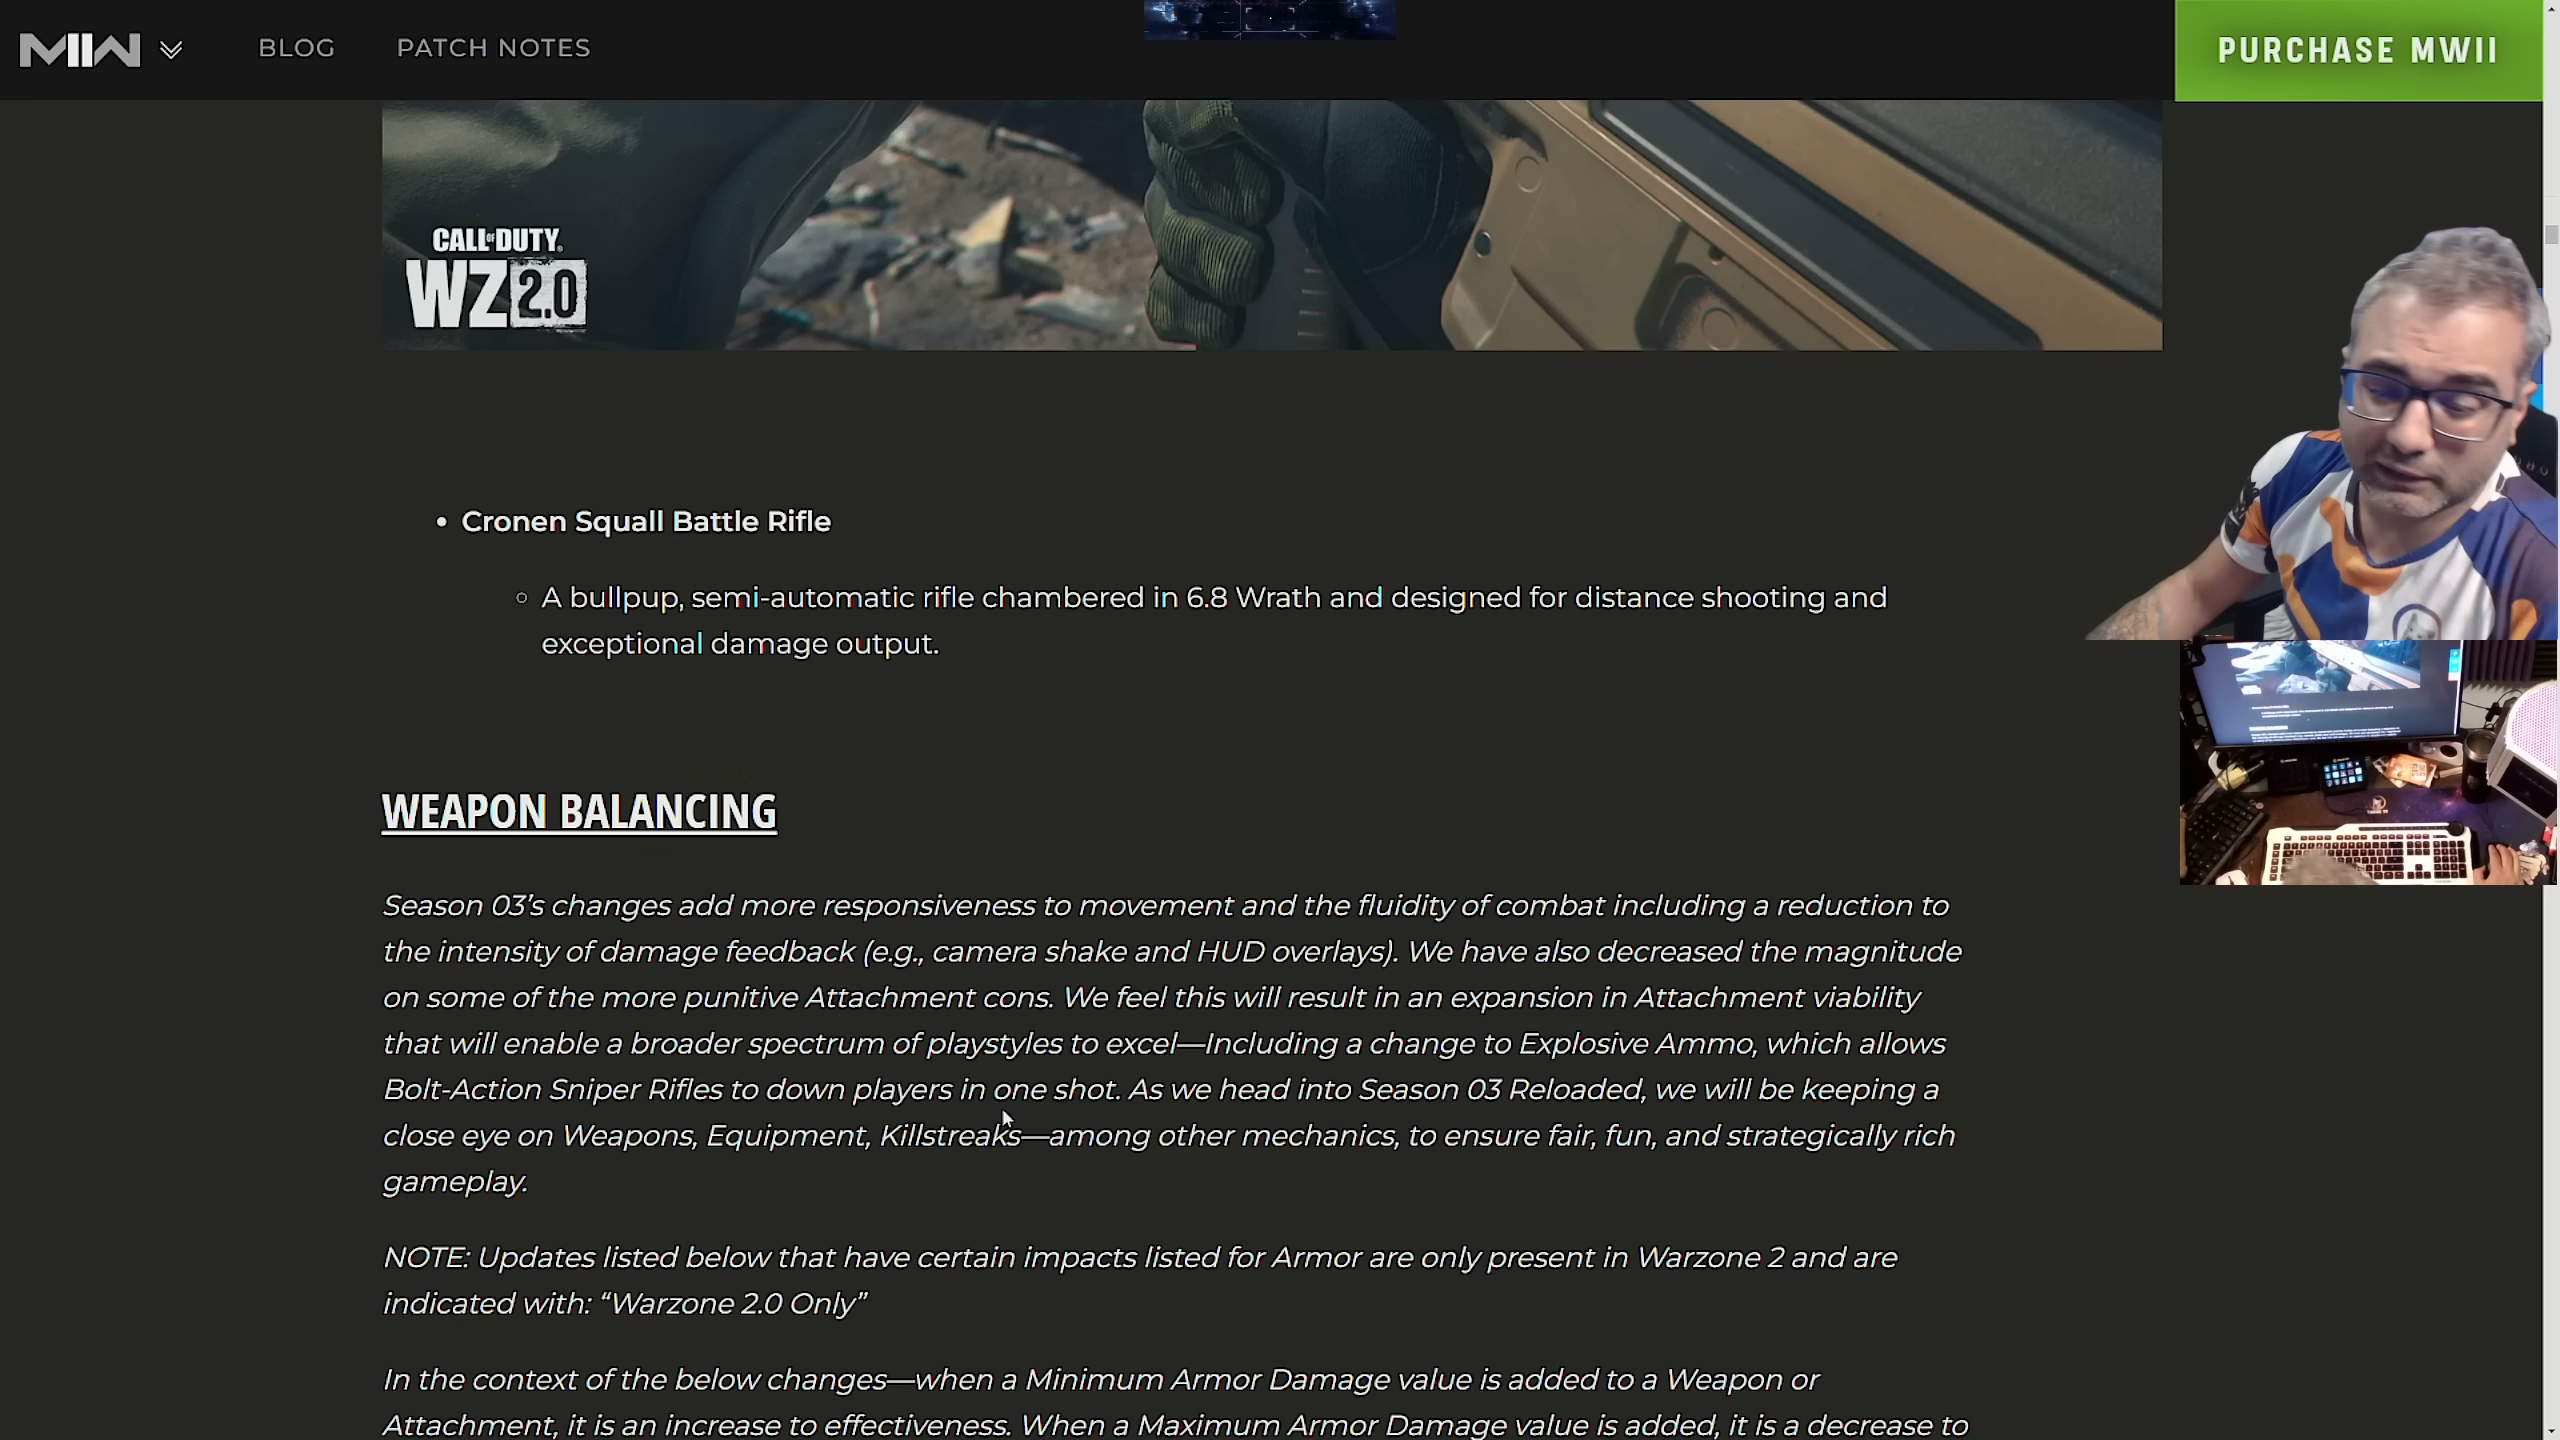 MWII
BLOG
PATCH NOTES
PURCHASE MWII
CALL OF DUTY.
WZ 2.0
• Cronen Squall Battle Rifle
○ A bullpup, semi-automatic rifle chambered in 6.8 Wrath and designed for distance shooting and
exceptional damage output.
WEAPON BALANCING
Season 03’s changes add more responsiveness to movement and the fluidity of combat including a reduction to
the intensity of damage feedback (e.g., camera shake and HUD overlays). We have also decreased the magnitude
on some of the more punitive Attachment cons. We feel this will result in an expansion in Attachment viability
that will enable a broader spectrum of playstyles to excel—Including a change to Explosive Ammo, which allows
Bolt-Action Sniper Rifles to down players in one shot. As we head into Season 03 Reloaded, we will be keeping a
close eye on Weapons, Equipment, Killstreaks—among other mechanics, to ensure fair, fun, and strategically rich
gameplay.
NOTE: Updates listed below that have certain impacts listed for Armor are only present in Warzone 2 and are
indicated with: “Warzone 2.0 Only”
In the context of the below changes—when a Minimum Armor Damage value is added to a Weapon or
Attachment, it is an increase to effectiveness. When a Maximum Armor Damage value is added, it is a decrease to